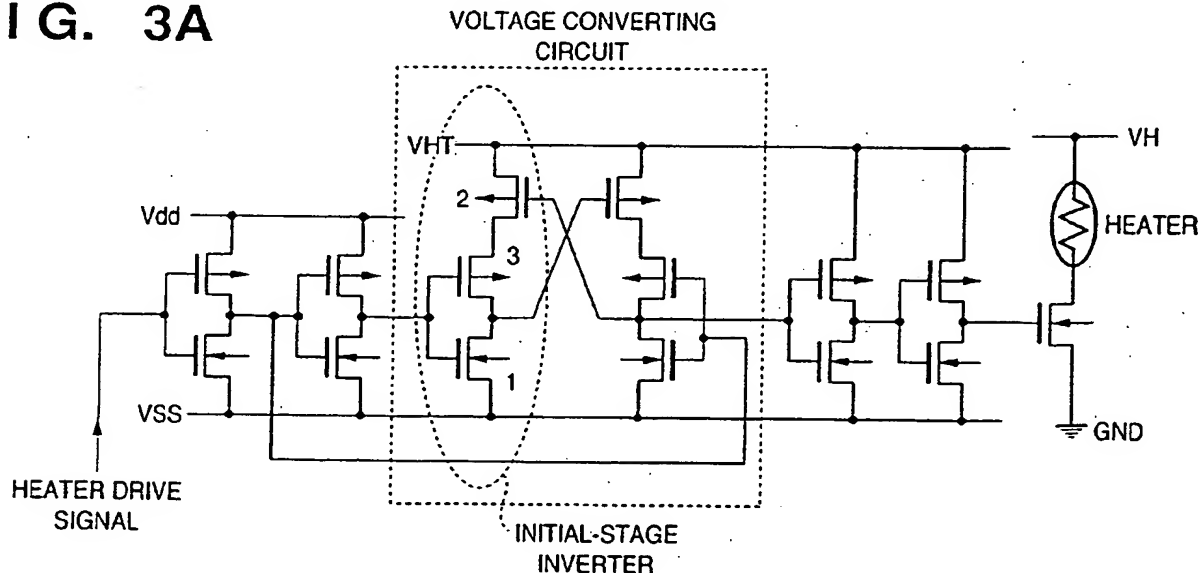 I G. 3A
VOLTAGE CONVERTING
CIRCUIT
VHT
VH
2
Vdd
HEATER
3
1
VSS
GND
HEATER DRIVE
SIGNAL
INITIAL-STAGE
INVERTER